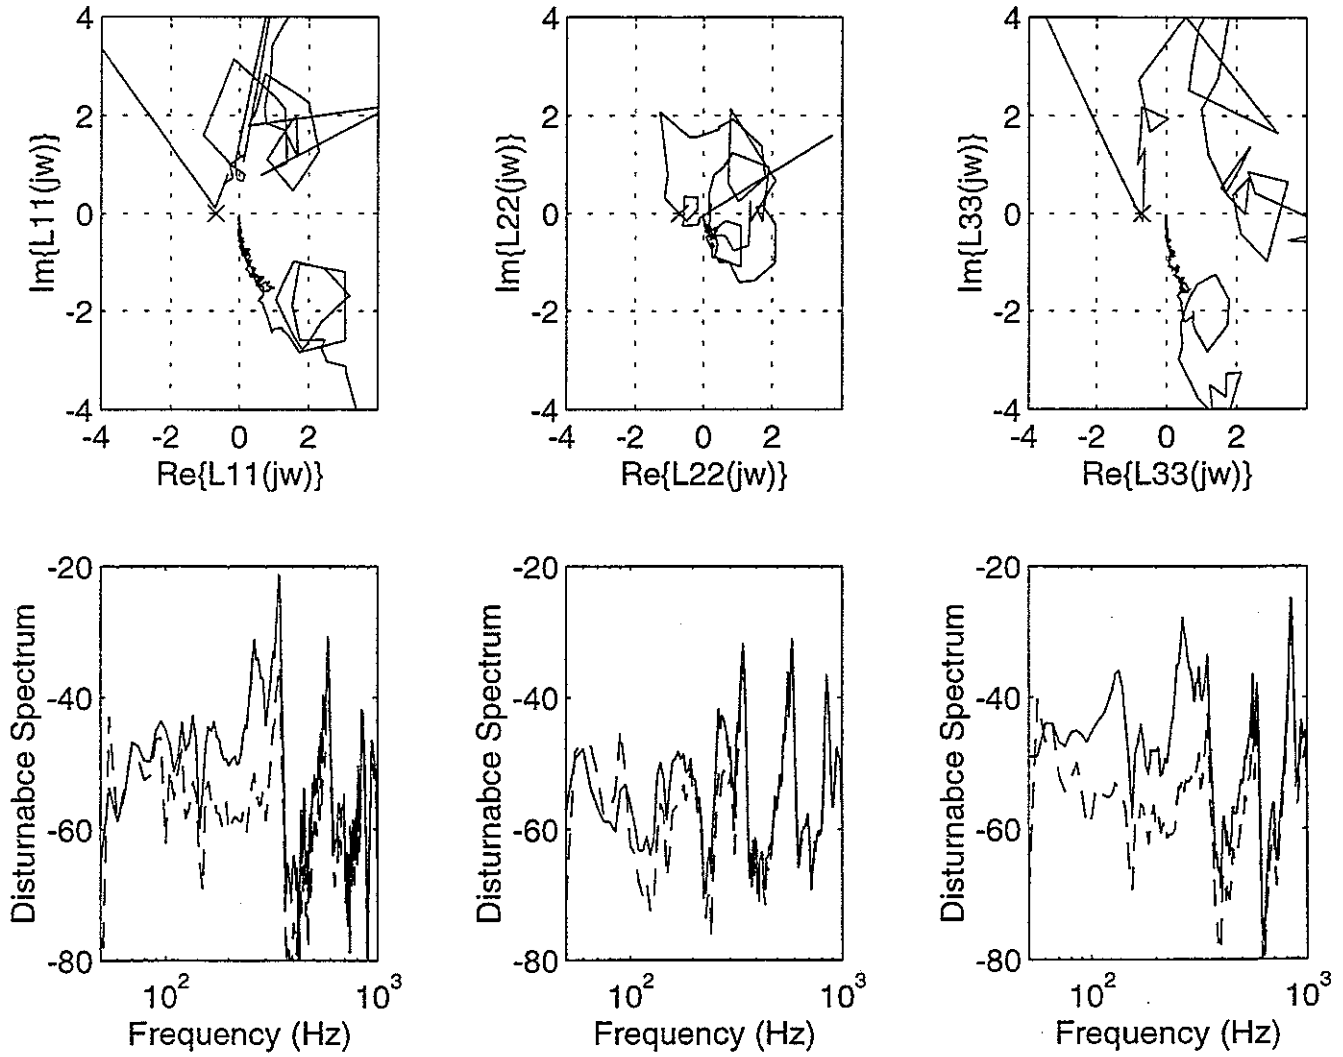 4
2
0
-2
-4
-4 -2 0 2
Im{L11(jw)}
Re{L11(jw)}
4
2
0
-2
-4
-4 -2 0 2
Im{L22(jw)}
Re{L22(jw)}
4
2
0
-2
-4
-4 -2 0 2
Im{L33(jw)}
Re{L33(jw)}
-20
-40
-60
-80
10^2 10^3
Disturnabce Spectrum
Frequency (Hz)
-20
-40
-60
-80
10^2 10^3
Disturnabce Spectrum
Frequency (Hz)
-20
-40
-60
-80
10^2 10^3
Disturnabce Spectrum
Frequency (Hz)